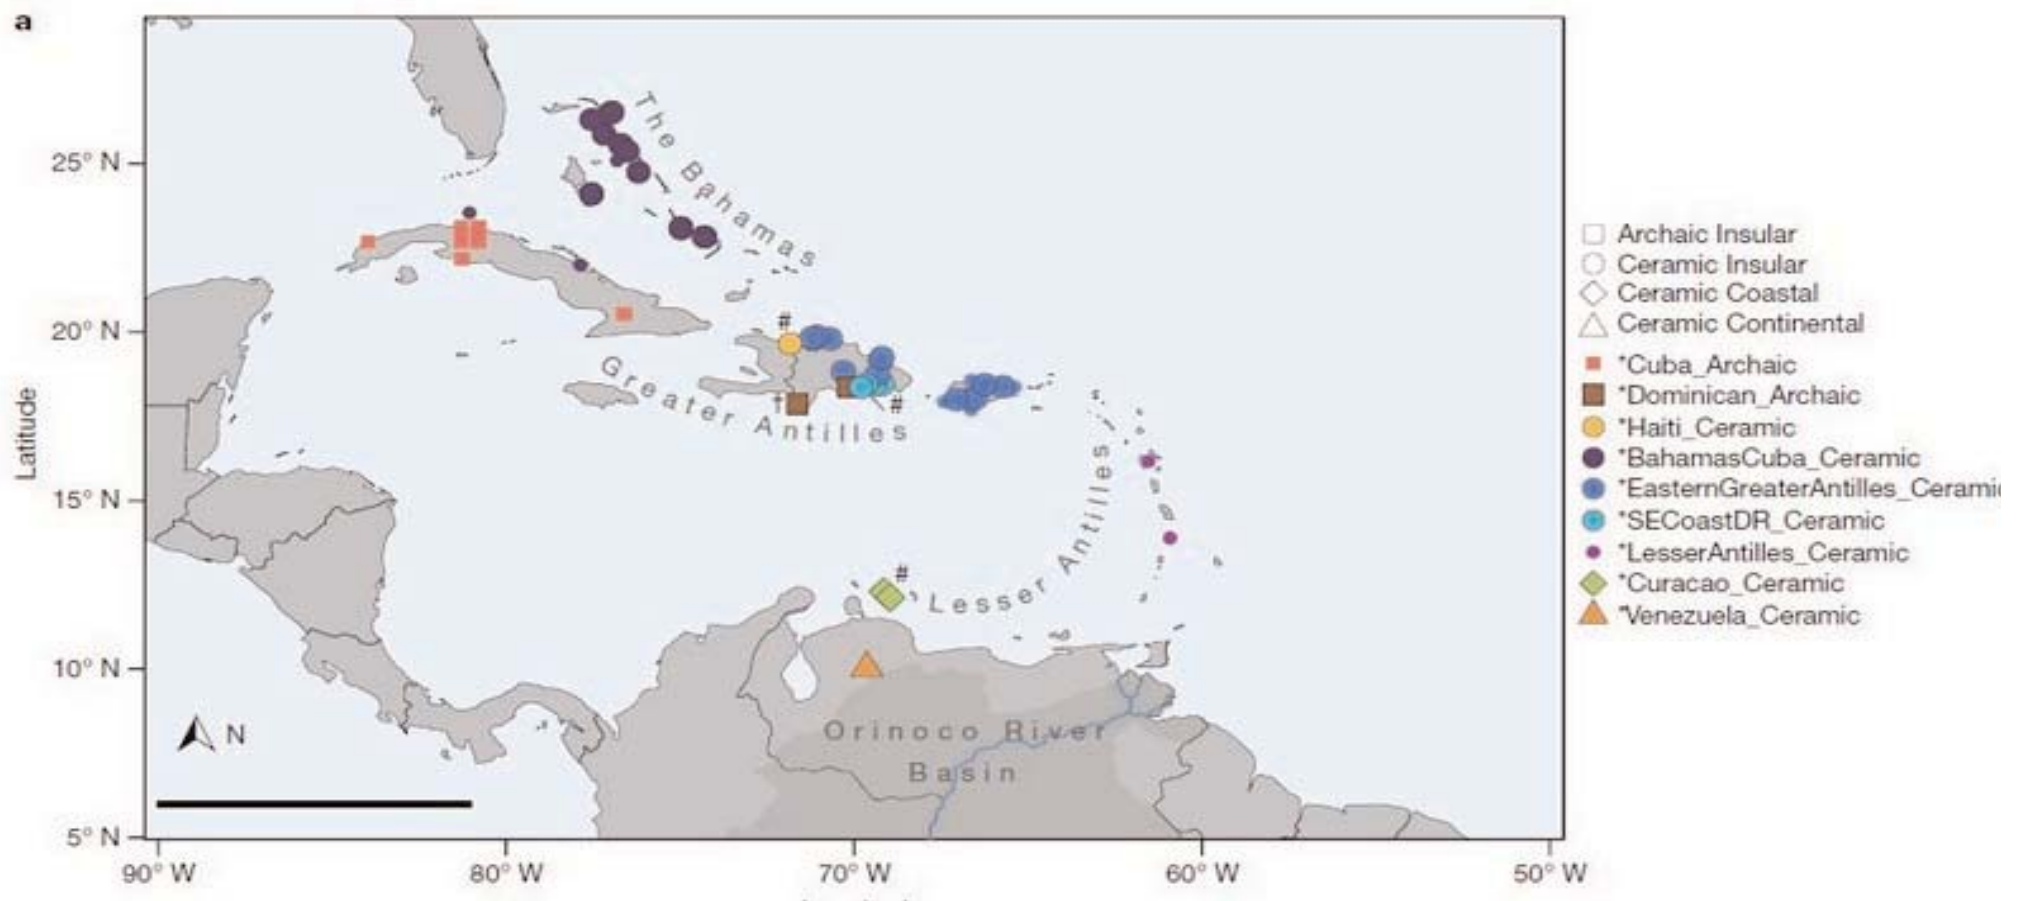 a
The Bahamas
25° N
20° N
15° N
10° N
5° N
Latitude
#
Greater Antilles
†
#
Lesser Antilles
#
Orinoco River
Basin
N
90° W
80° W
70° W
60° W
50° W
Archaic Insular
Ceramic Insular
Ceramic Coastal
Ceramic Continental
*Cuba_Archaic
*Dominican_Archaic
*Haiti_Ceramic
*BahamasCuba_Ceramic
*EasternGreaterAntilles_Cerami
*SECoastDR_Ceramic
*LesserAntilles_Ceramic
*Curacao_Ceramic
*Venezuela_Ceramic